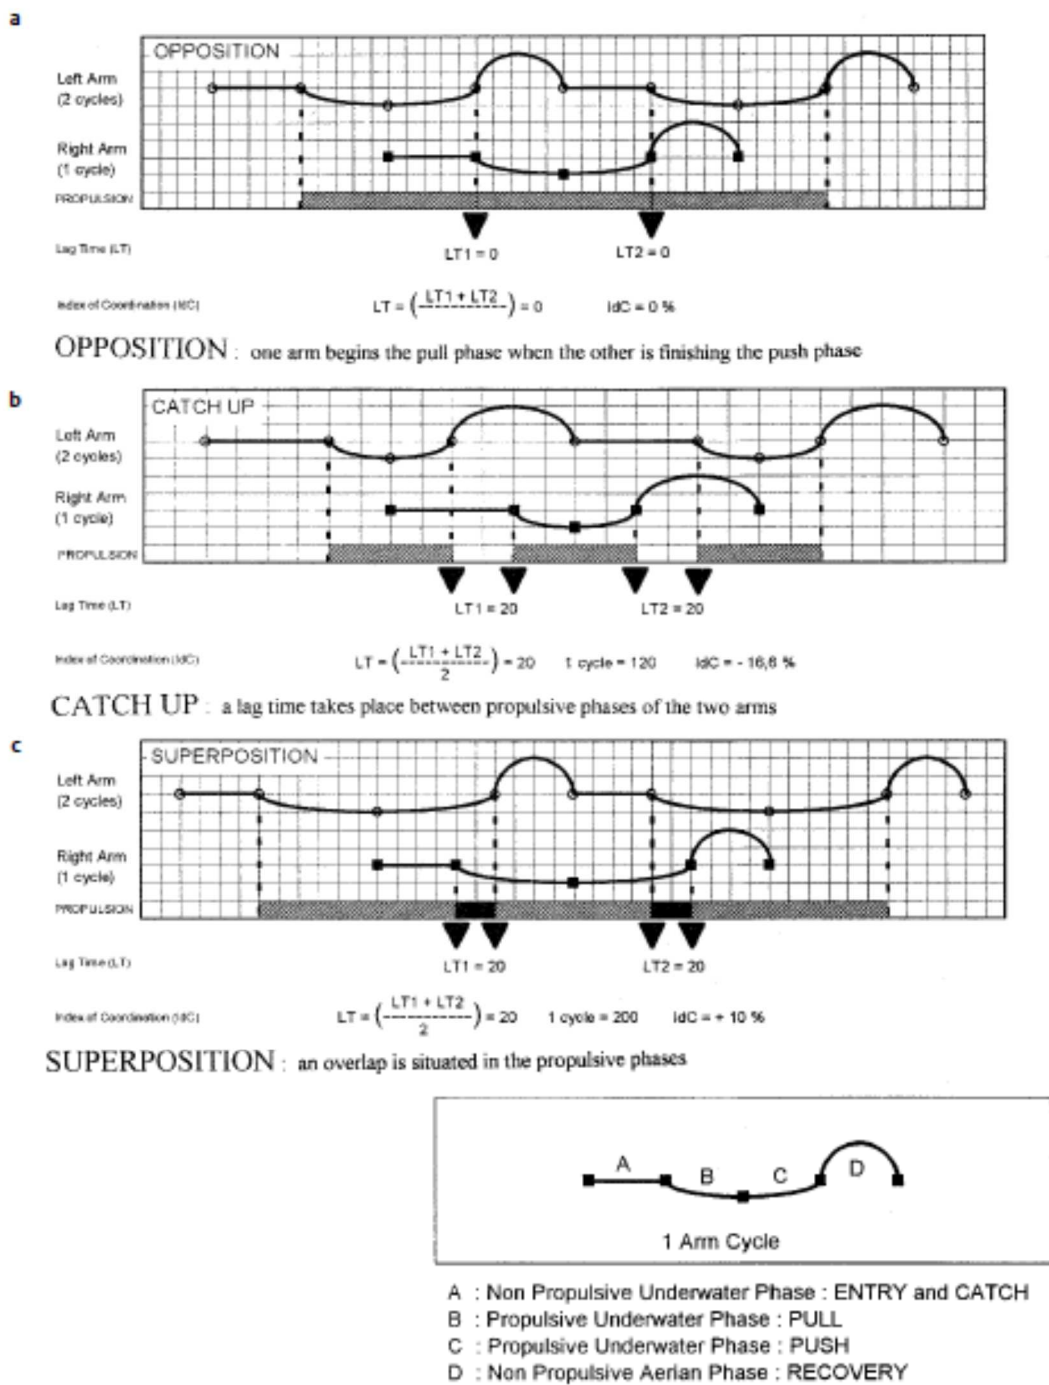 a
OPPOSITION
Left Arm
(2 cycles)
Right Arm
(1 cycle)
PROPULSION
Lag Time (LT)
LT1 = 0
LT2 = 0
Index of Coordination (IdC)
LT = ( LT1 + LT2 / ) = 0 IdC = 0 %
OPPOSITION : one arm begins the pull phase when the other is finishing the push phase
b
CATCH UP
Left Arm
(2 cycles)
Right Arm
(1 cycle)
PROPULSION
Lag Time (LT)
LT1 = 20
LT2 = 20
Index of Coordination (IdC)
LT = ( LT1 + LT2 / 2 ) = 20 1 cycle = 120 IdC = - 16,6 %
CATCH UP : a lag time takes place between propulsive phases of the two arms
c
SUPERPOSITION
Left Arm
(2 cycles)
Right Arm
(1 cycle)
PROPULSION
Lag Time (LT)
LT1 = 20
LT2 = 20
Index of Coordination (IdC)
LT = ( LT1 + LT2 / 2 ) = 20 1 cycle = 200 IdC = + 10 %
SUPERPOSITION : an overlap is situated in the propulsive phases
A B C D
1 Arm Cycle
A : Non Propulsive Underwater Phase : ENTRY and CATCH
B : Propulsive Underwater Phase : PULL
C : Propulsive Underwater Phase : PUSH
D : Non Propulsive Aerian Phase : RECOVERY